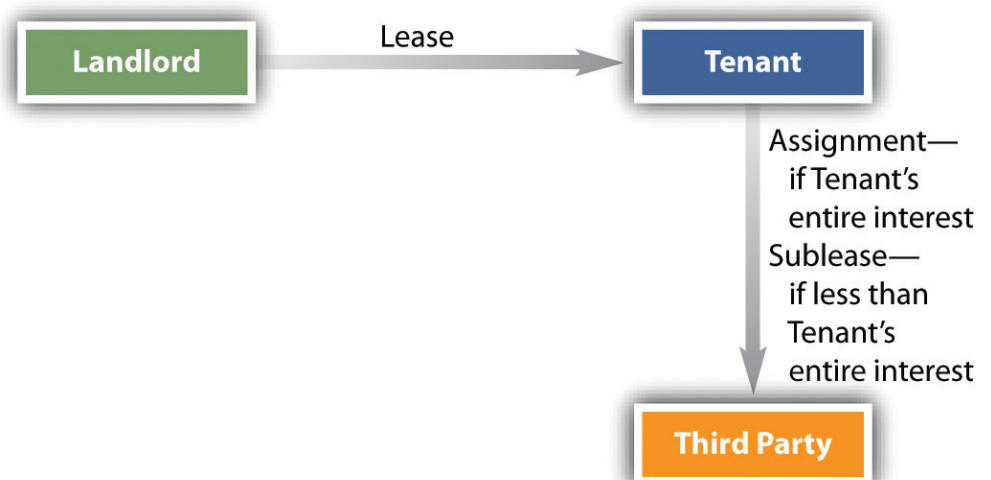 Landlord
Lease
Tenant
Assignment—
if Tenant’s
entire interest
Sublease—
if less than
Tenant’s
entire interest
Third Party